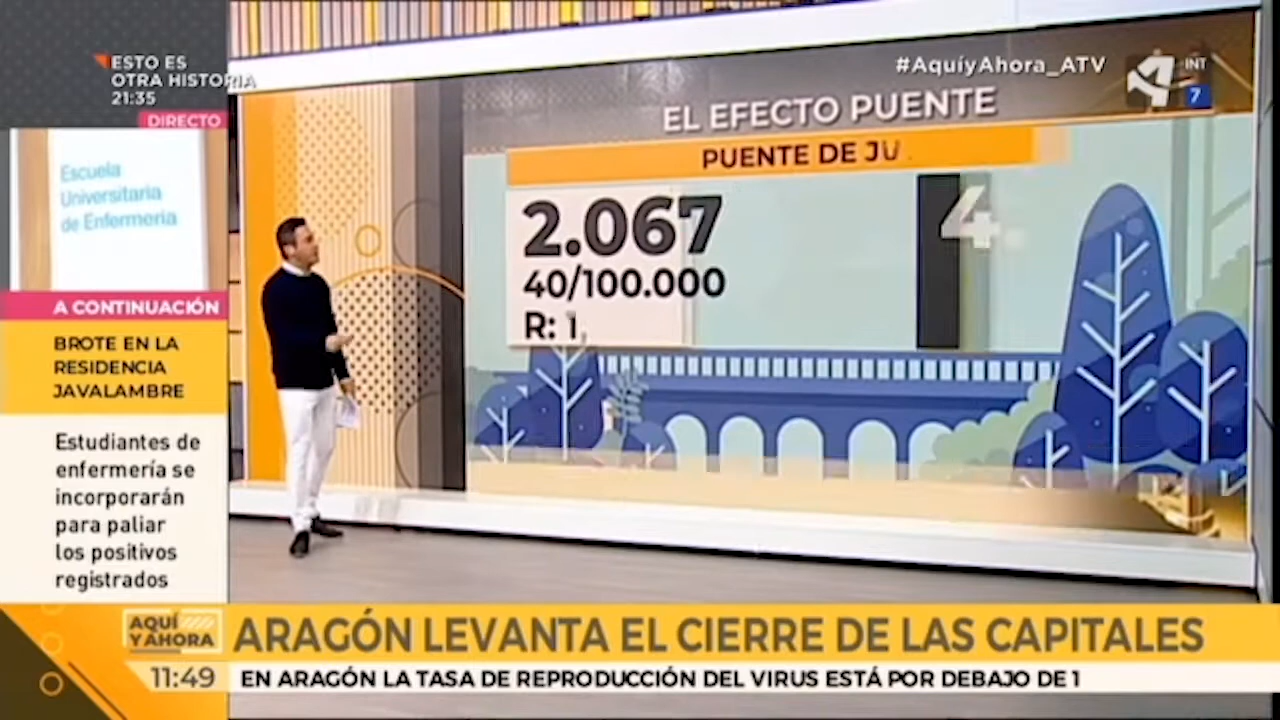 ESTO ES
OTRA HISTORIA
21:35
DIRECTO
Escuela
Universitaria
de Enfermería
A CONTINUACIÓN
BROTE EN LA
RESIDENCIA
JAVALAMBRE
Estudiantes de
enfermería se
incorporarán
para paliar
los positivos
registrados
#AquíyAhora_ATV
INT
7
EL EFECTO PUENTE
PUENTE DE
2.067
40/100.000
R: 1,
4.
AQUÍ
Y AHORA
ARAGÓN LEVANTA EL CIERRE DE LAS CAPITALES
11:49
EN ARAGÓN LA TASA DE REPRODUCCIÓN DEL VIRUS ESTÁ POR DEBAJO DE 1